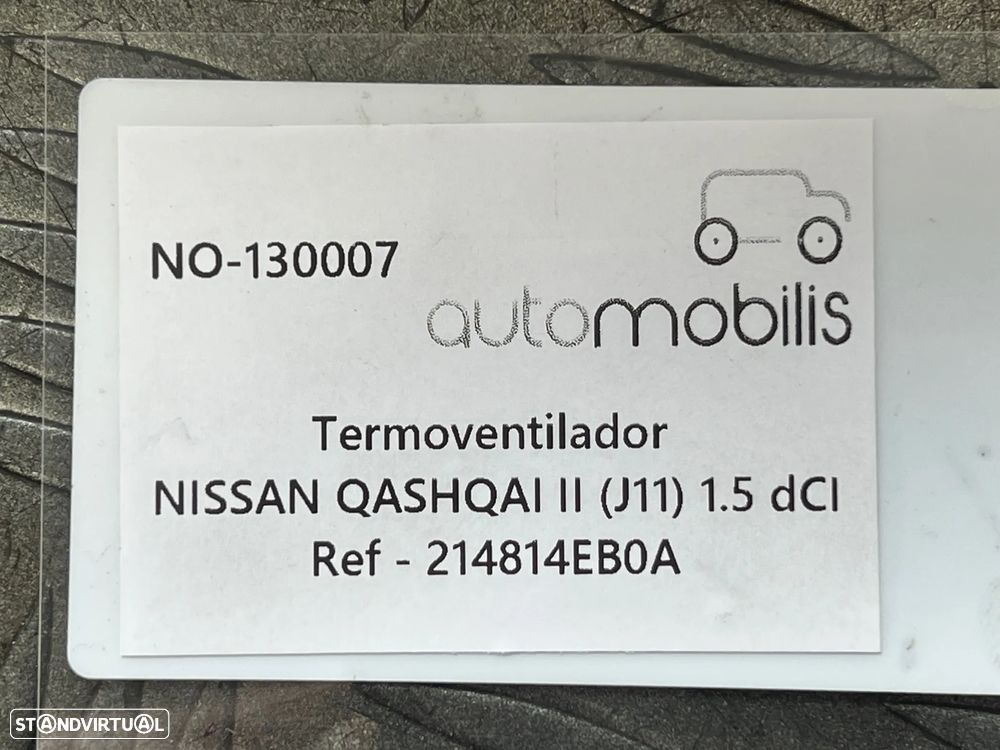 NO-130007
automobilis
Termoventilador
NISSAN QASHQAI II (J11) 1.5 dCI
Ref - 214814EB0A
STANDVIRTUAL